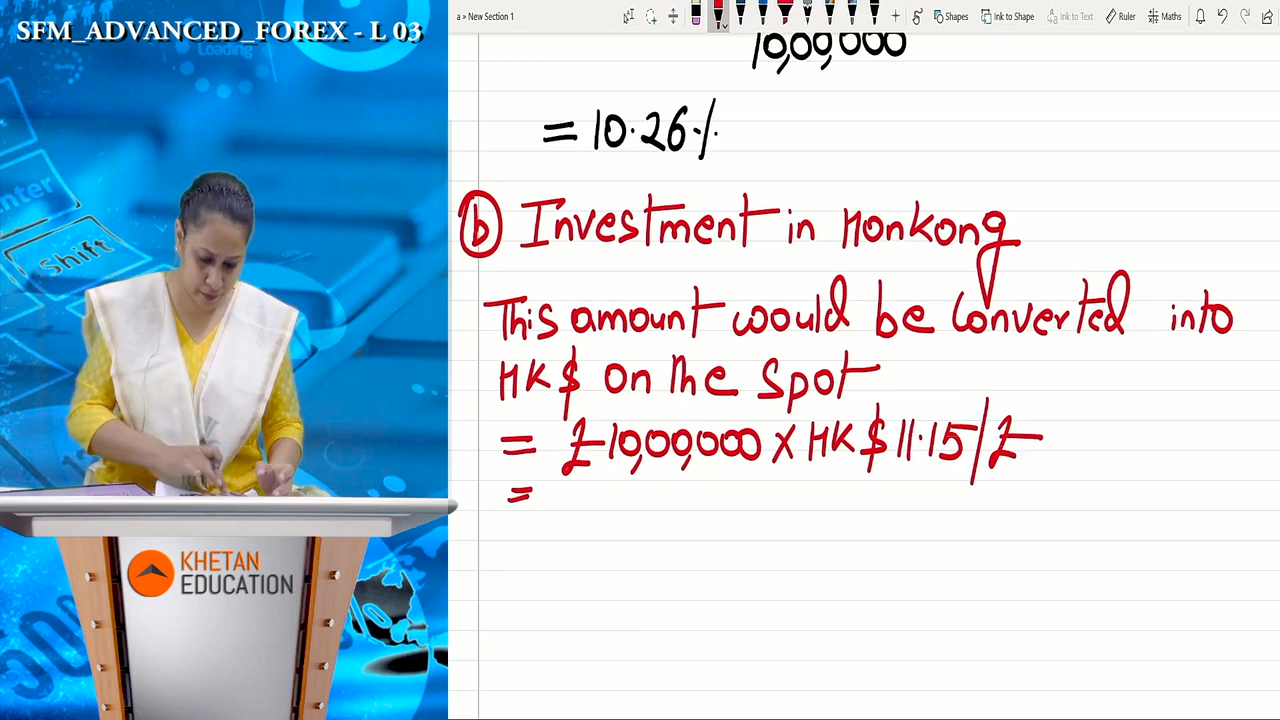 SFM_ADVANCED_FOREX - L 03
Loading
a » New Section 1
Shapes
Ink to Shape
Ink to Text
Ruler
Maths
10,00,000
= 10.26%
b Investment in Honkong
This amount would be Converted into
HK$ on the Spot
= £10,00,000 × HK$11.15/£
=
Shift
KHETAN
EDUCATION